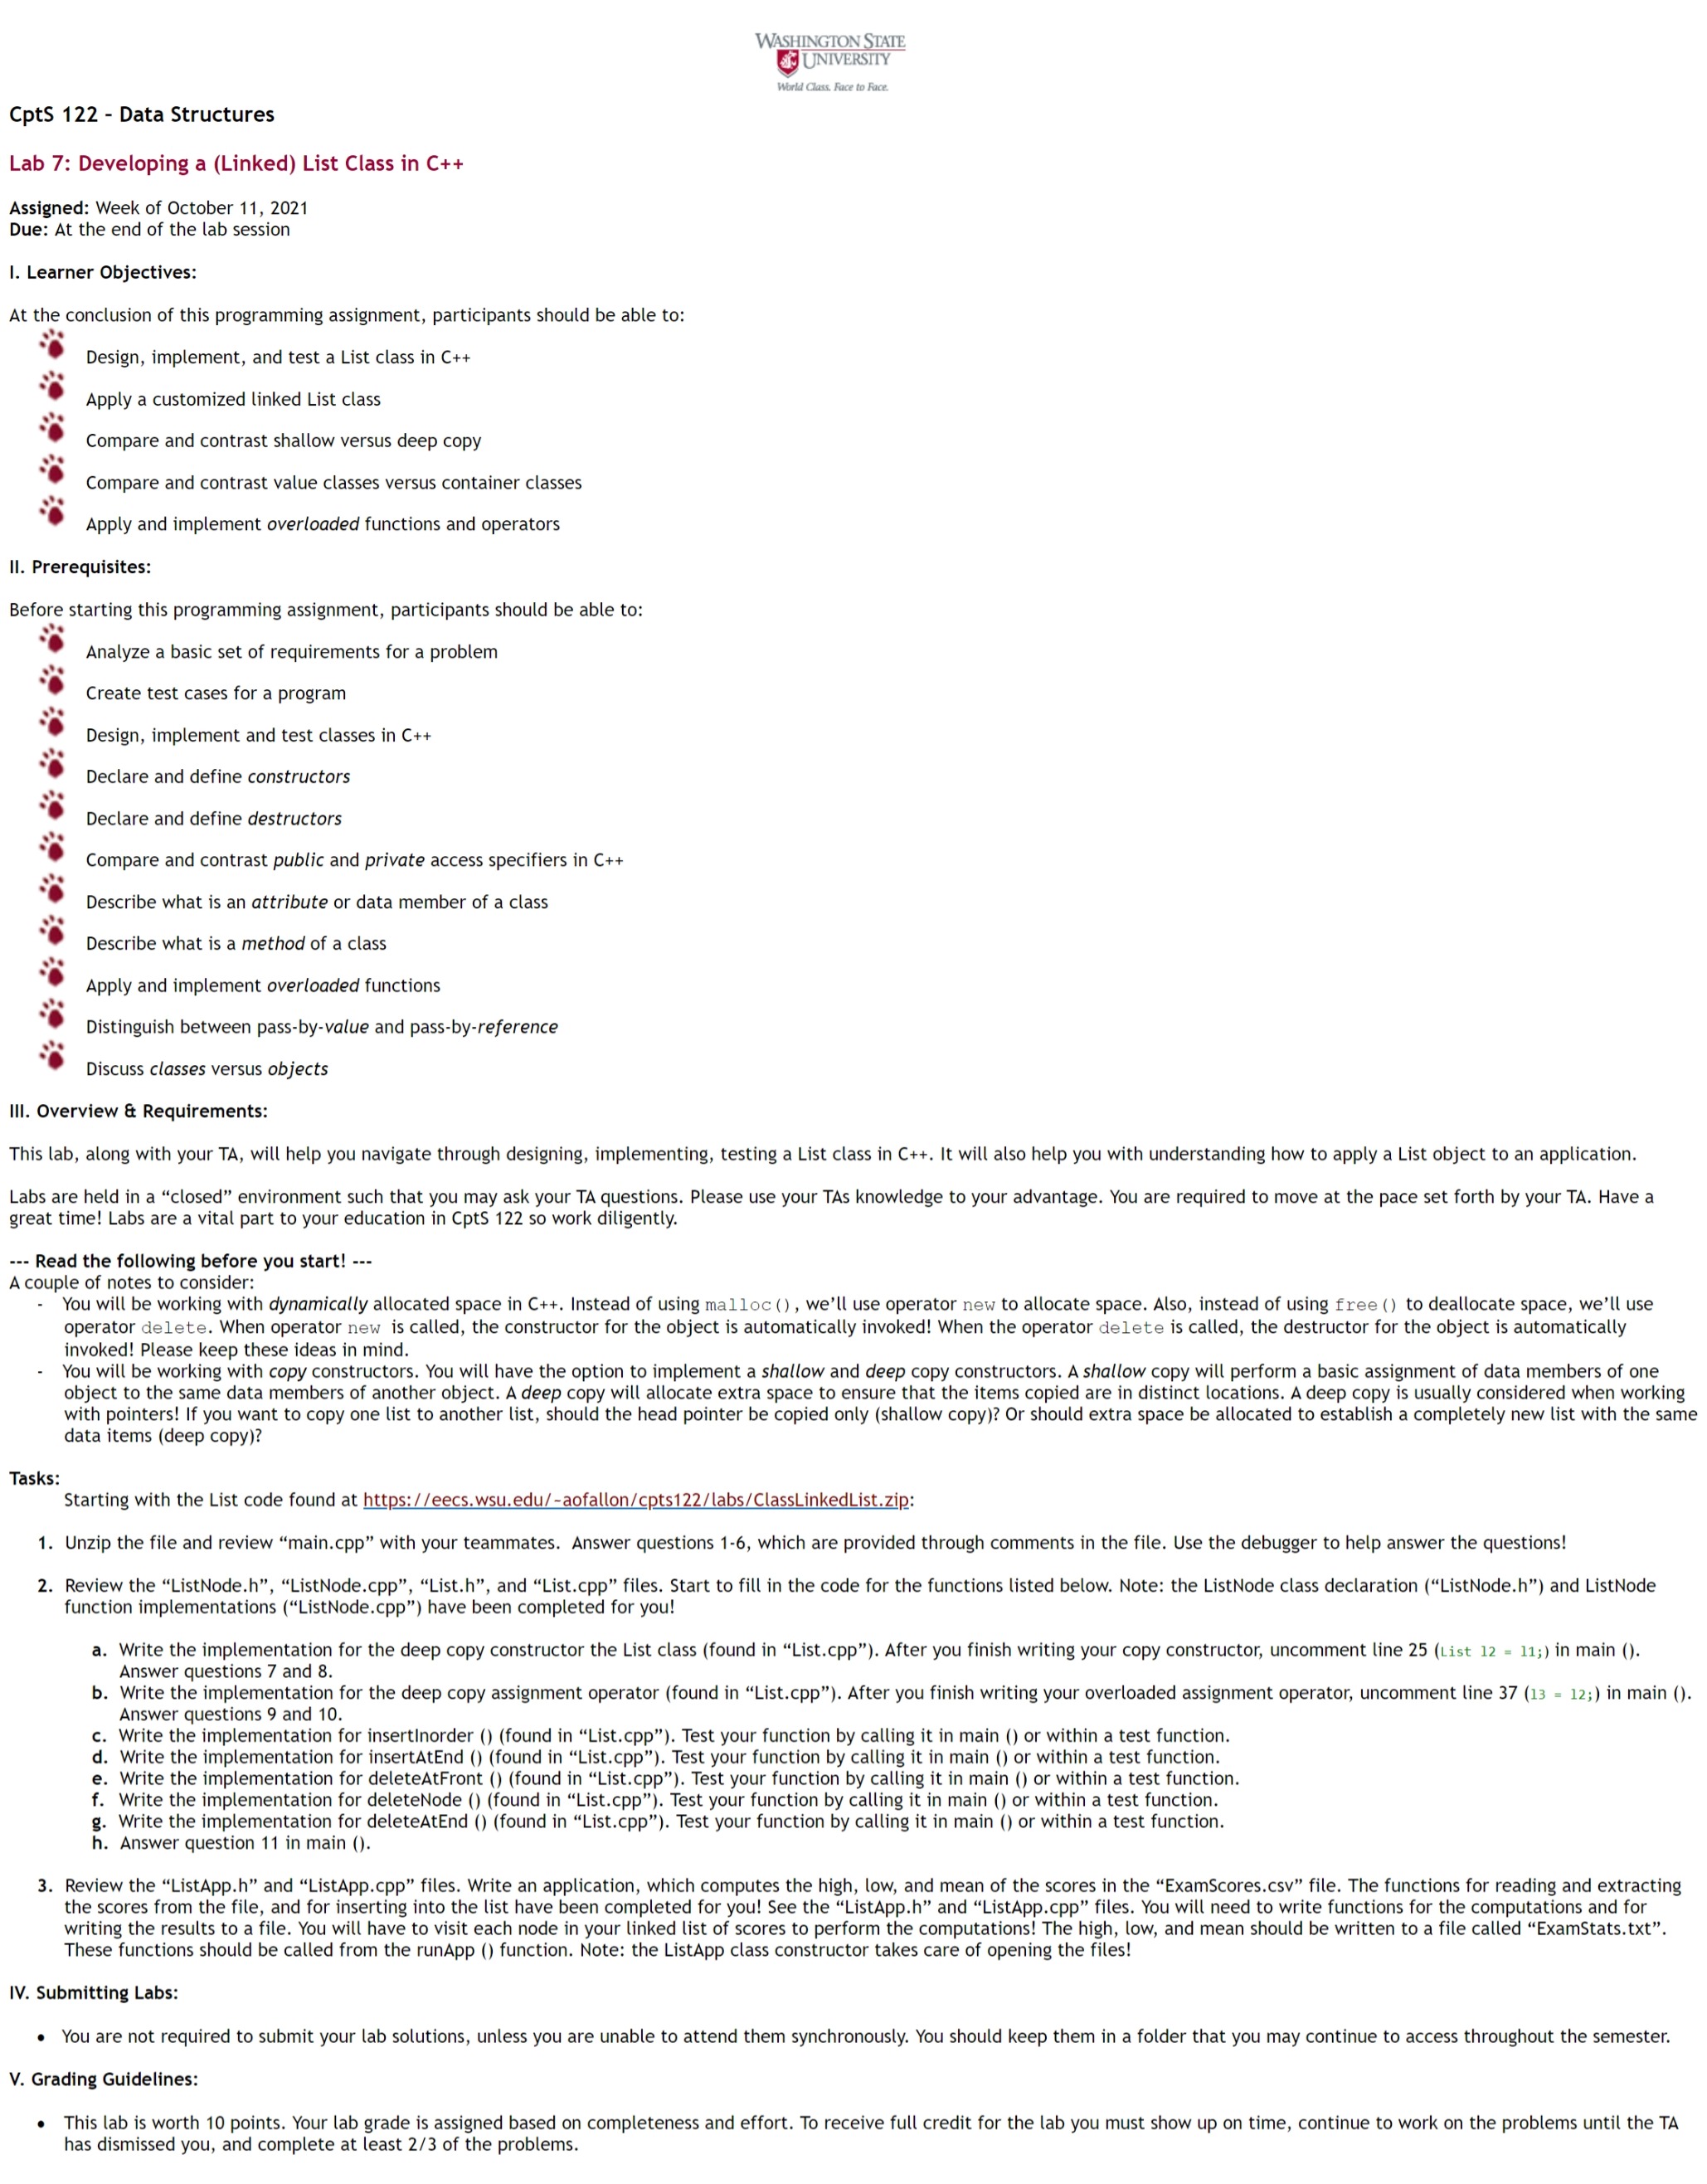 WASHINGTON STATE
UNIVERSITY
World Class. Face to Face.
CptS 122 - Data Structures
Lab 7: Developing a (Linked) List Class in C++
Assigned: Week of October 11, 2021
Due: At the end of the lab session
I. Learner Objectives:
At the conclusion of this programming assignment, participants should be able to:
Design, implement, and test a List class in C++
Apply a customized linked List class
Compare and contrast shallow versus deep copy
Compare and contrast value classes versus container classes
Apply and implement overloaded functions and operators
II. Prerequisites:
Before starting this programming assignment, participants should be able to:
Analyze a basic set of requirements for a problem
Create test cases for a program
Design, implement and test classes in C++
Declare and define constructors
Declare and define destructors
Compare and contrast public and private access specifiers in C++
Describe what is an attribute or data member of a class
Describe what is a method of a class
Apply and implement overloaded functions
Distinguish between pass-by-value and pass-by-reference
Discuss classes versus objects
III. Overview & Requirements:
This lab, along with your TA, will help you navigate through designing, implementing, testing a List class in C++. It will also help you with understanding how to apply a List object to an application.
Labs are held in a “closed” environment such that you may ask your TA questions. Please use your TAs knowledge to your advantage. You are required to move at the pace set forth by your TA. Have a
great time! Labs are a vital part to your education in CptS 122 so work diligently.
--- Read the following before you start! ---
A couple of notes to consider:
- You will be working with dynamically allocated space in C++. Instead of using malloc(), we’ll use operator new to allocate space. Also, instead of using free() to deallocate space, we’ll use
operator delete. When operator new is called, the constructor for the object is automatically invoked! When the operator delete is called, the destructor for the object is automatically
invoked! Please keep these ideas in mind.
- You will be working with copy constructors. You will have the option to implement a shallow and deep copy constructors. A shallow copy will perform a basic assignment of data members of one
object to the same data members of another object. A deep copy will allocate extra space to ensure that the items copied are in distinct locations. A deep copy is usually considered when working
with pointers! If you want to copy one list to another list, should the head pointer be copied only (shallow copy)? Or should extra space be allocated to establish a completely new list with the same
data items (deep copy)?
Tasks:
Starting with the List code found at https://eecs.wsu.edu/~aofallon/cpts122/labs/ClassLinkedList.zip:
1. Unzip the file and review “main.cpp” with your teammates. Answer questions 1-6, which are provided through comments in the file. Use the debugger to help answer the questions!
2. Review the “ListNode.h”, “ListNode.cpp”, “List.h”, and “List.cpp” files. Start to fill in the code for the functions listed below. Note: the ListNode class declaration (“ListNode.h”) and ListNode
function implementations (“ListNode.cpp”) have been completed for you!
a. Write the implementation for the deep copy constructor the List class (found in “List.cpp”). After you finish writing your copy constructor, uncomment line 25 (List l2 = l1;) in main ().
Answer questions 7 and 8.
b. Write the implementation for the deep copy assignment operator (found in “List.cpp”). After you finish writing your overloaded assignment operator, uncomment line 37 (l3 = l2;) in main ().
Answer questions 9 and 10.
c. Write the implementation for insertInorder () (found in “List.cpp”). Test your function by calling it in main () or within a test function.
d. Write the implementation for insertAtEnd () (found in “List.cpp”). Test your function by calling it in main () or within a test function.
e. Write the implementation for deleteAtFront () (found in “List.cpp”). Test your function by calling it in main () or within a test function.
f. Write the implementation for deleteNode () (found in “List.cpp”). Test your function by calling it in main () or within a test function.
g. Write the implementation for deleteAtEnd () (found in “List.cpp”). Test your function by calling it in main () or within a test function.
h. Answer question 11 in main ().
3. Review the “ListApp.h” and “ListApp.cpp” files. Write an application, which computes the high, low, and mean of the scores in the “ExamScores.csv” file. The functions for reading and extracting
the scores from the file, and for inserting into the list have been completed for you! See the “ListApp.h” and “ListApp.cpp” files. You will need to write functions for the computations and for
writing the results to a file. You will have to visit each node in your linked list of scores to perform the computations! The high, low, and mean should be written to a file called “ExamStats.txt”.
These functions should be called from the runApp () function. Note: the ListApp class constructor takes care of opening the files!
IV. Submitting Labs:
• You are not required to submit your lab solutions, unless you are unable to attend them synchronously. You should keep them in a folder that you may continue to access throughout the semester.
V. Grading Guidelines:
• This lab is worth 10 points. Your lab grade is assigned based on completeness and effort. To receive full credit for the lab you must show up on time, continue to work on the problems until the TA
has dismissed you, and complete at least 2/3 of the problems.